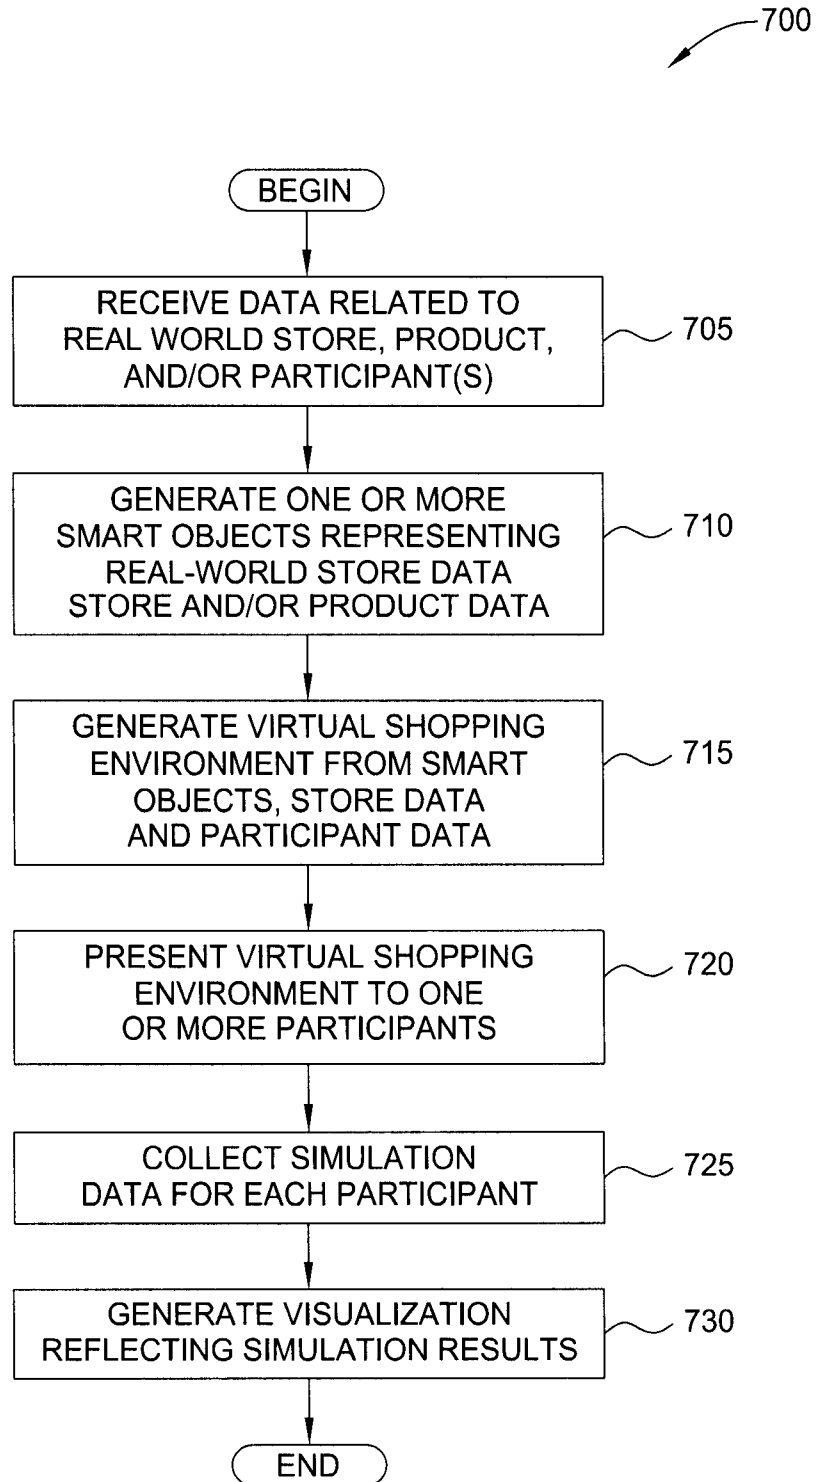 700
BEGIN
RECEIVE DATA RELATED TO
REAL WORLD STORE, PRODUCT,
AND/OR PARTICIPANT(S)
705
GENERATE ONE OR MORE
SMART OBJECTS REPRESENTING
REAL-WORLD STORE DATA
STORE AND/OR PRODUCT DATA
710
GENERATE VIRTUAL SHOPPING
ENVIRONMENT FROM SMART
OBJECTS, STORE DATA
AND PARTICIPANT DATA
715
PRESENT VIRTUAL SHOPPING
ENVIRONMENT TO ONE
OR MORE PARTICIPANTS
720
COLLECT SIMULATION
DATA FOR EACH PARTICIPANT
725
GENERATE VISUALIZATION
REFLECTING SIMULATION RESULTS
730
END